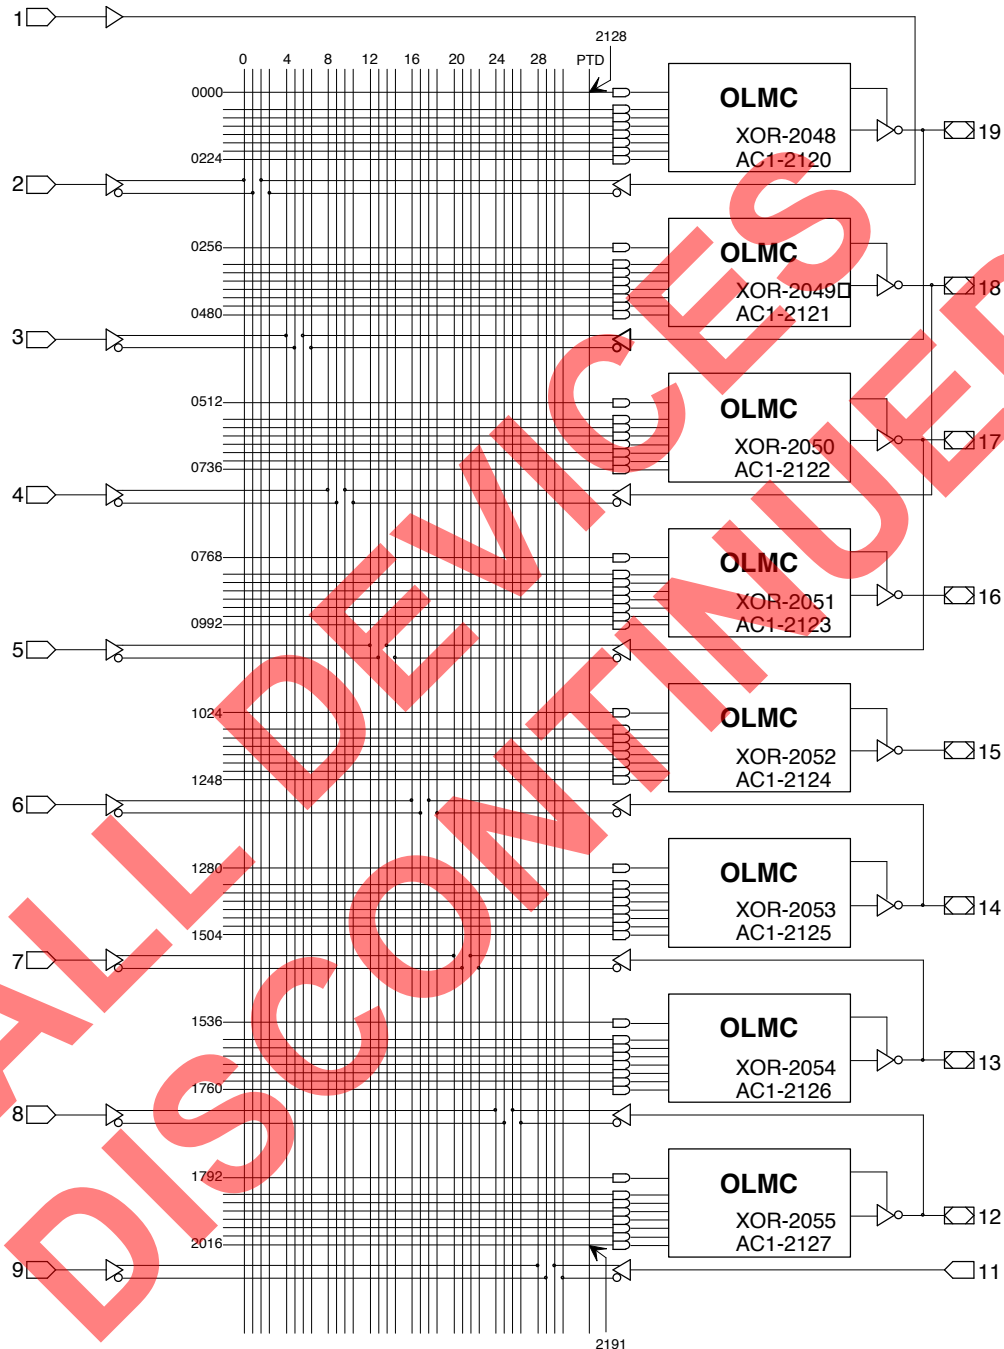 1
2128
0 4 8 12 16 20 24 28 PTD
0000
OLMC
XOR-2048
AC1-2120
19
0224
2
0256
OLMC
XOR-2049
AC1-2121
18
0480
3
0512
OLMC
XOR-2050
AC1-2122
17
0736
4
0768
OLMC
XOR-2051
AC1-2123
16
0992
5
1024
OLMC
XOR-2052
AC1-2124
15
1248
6
1280
OLMC
XOR-2053
AC1-2125
14
1504
7
1536
OLMC
XOR-2054
AC1-2126
13
1760
8
1792
OLMC
XOR-2055
AC1-2127
12
2016
9
11
2191
ALL DEVICES
DISCONTINUED